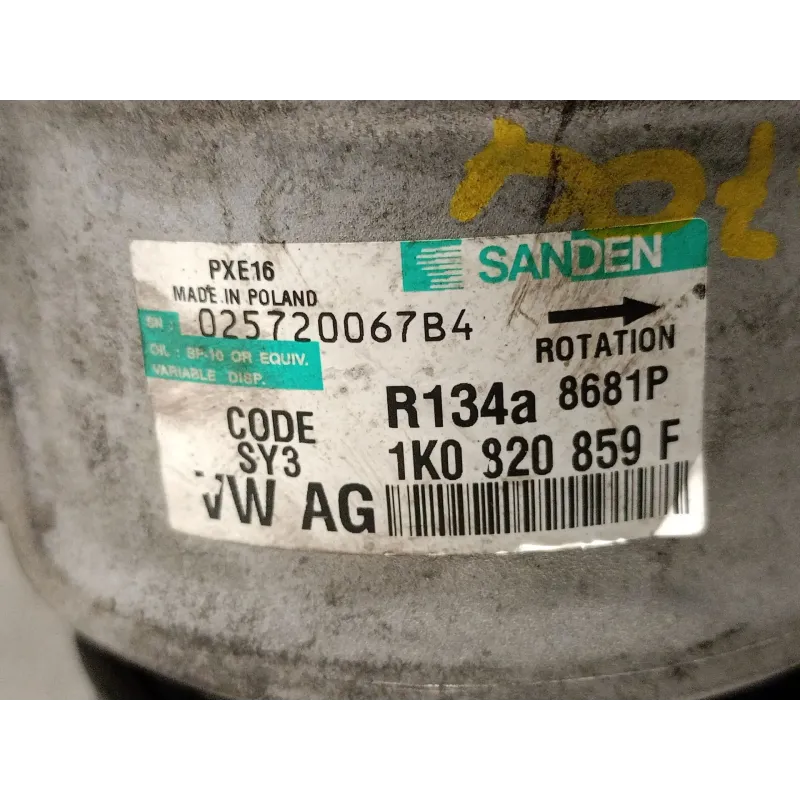 SANDEN
PXE16
MADE IN POLAND
SN: 025720067B4
ROTATION
OIL : SP-10 OR EQUIV.
VARIABLE DISP.
R134a 8681P
CODE
SY3
1K0 820 859 F
VW AG